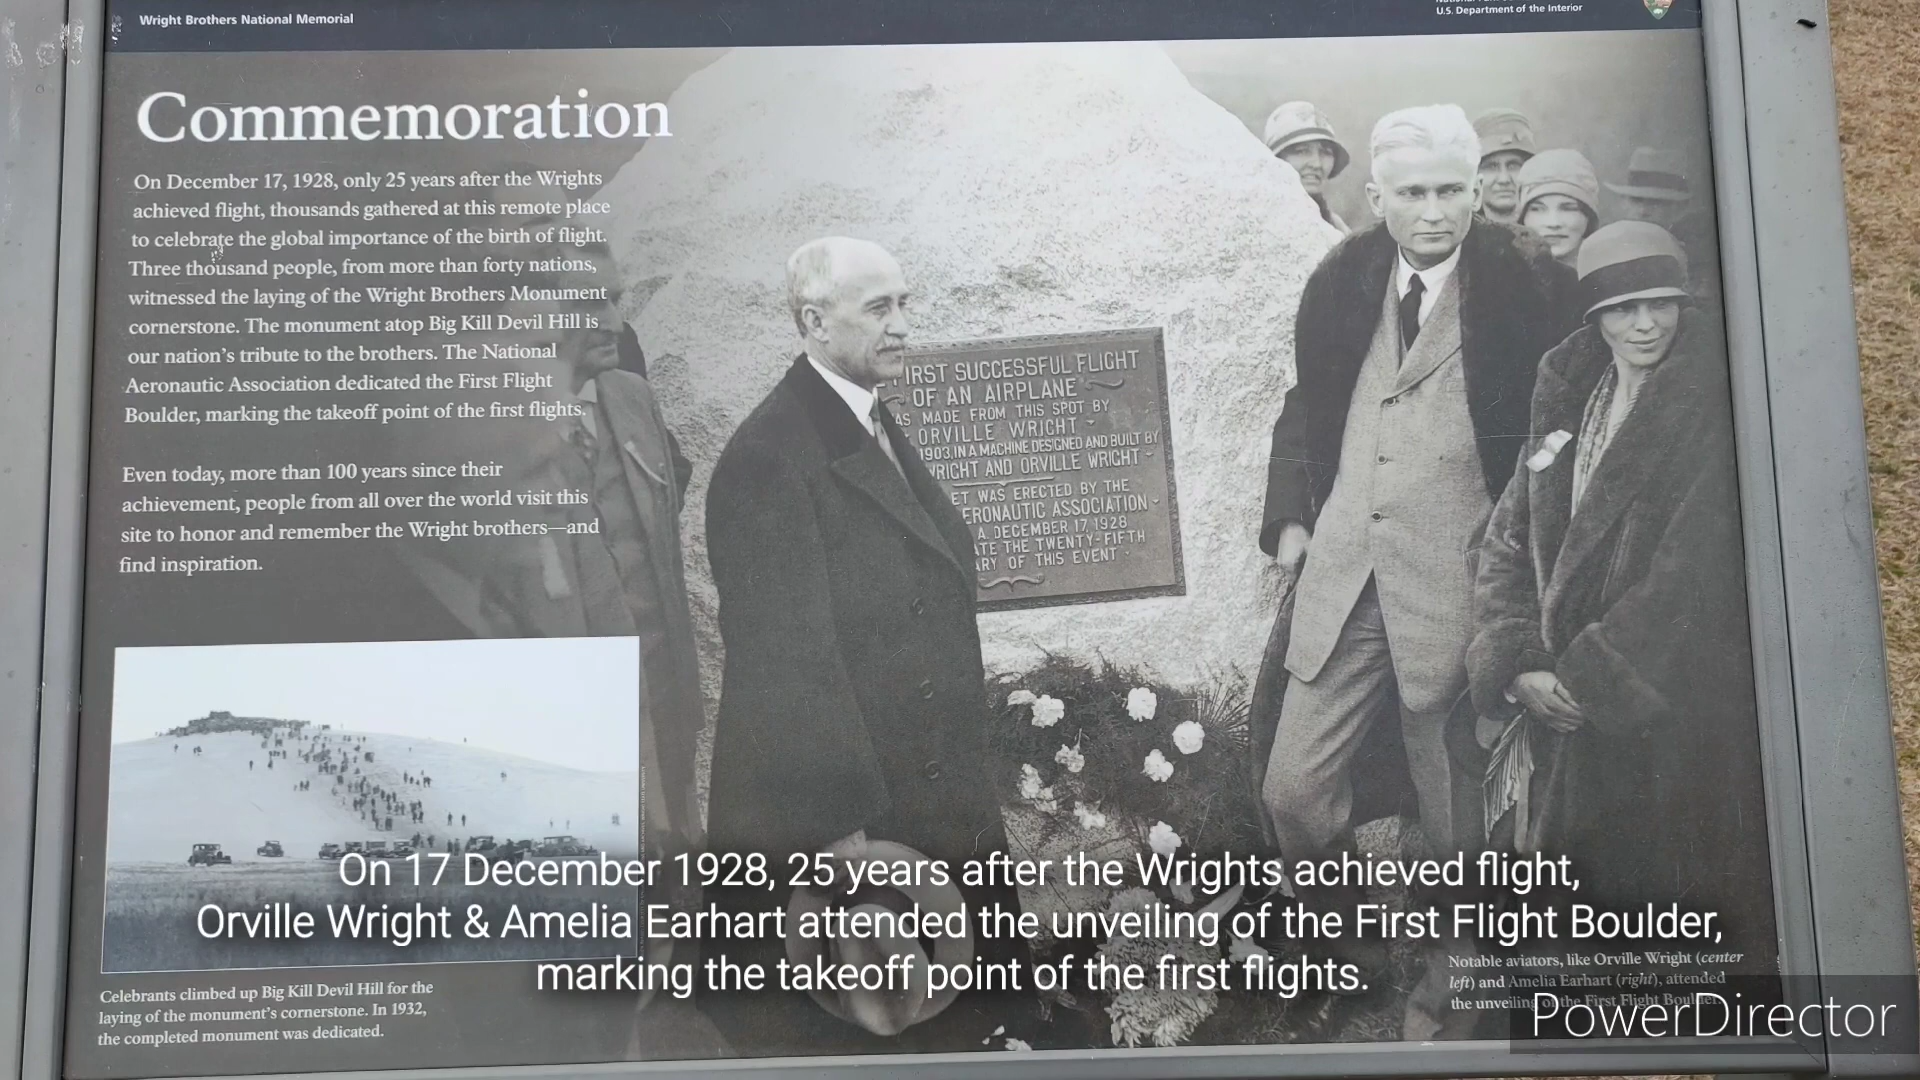 Wright Brothers National Memorial
U.S. Department of the Interior
Commemoration
On December 17, 1928, only 25 years after the Wrights
achieved flight, thousands gathered at this remote place
to celebrate the global importance of the birth of flight.
Three thousand people, from more than forty nations,
witnessed the laying of the Wright Brothers Monument
cornerstone. The monument atop Big Kill Devil Hill is
our nation's tribute to the brothers. The National
Aeronautic Association dedicated the First Flight
Boulder, marking the takeoff point of the first flights.
Even today, more than 100 years since their
achievement, people from all over the world visit this
site to honor and remember the Wright brothers—and
find inspiration.
IRST SUCCESSFUL FLIGHT
OF AN AIRPLANE
AS MADE FROM THIS SPOT BY
ORVILLE WRIGHT
1903, IN A MACHINE DESIGNED AND BUILT BY
WRIGHT AND ORVILLE WRIGHT
ET WAS ERECTED BY THE
ERONAUTIC ASSOCIATION
A. DECEMBER 17, 1928
ATE THE TWENTY-FIFTH
ARY OF THIS EVENT
On 17 December 1928, 25 years after the Wrights achieved flight,
Orville Wright & Amelia Earhart attended the unveiling of the First Flight Boulder,
marking the takeoff point of the first flights.
Celebrants climbed up Big Kill Devil Hill for the
laying of the monument's cornerstone. In 1932,
the completed monument was dedicated.
Notable aviators, like Orville Wright (center
left) and Amelia Earhart (right), attended
the unveiling of the First Flight Boulder.
PowerDirector